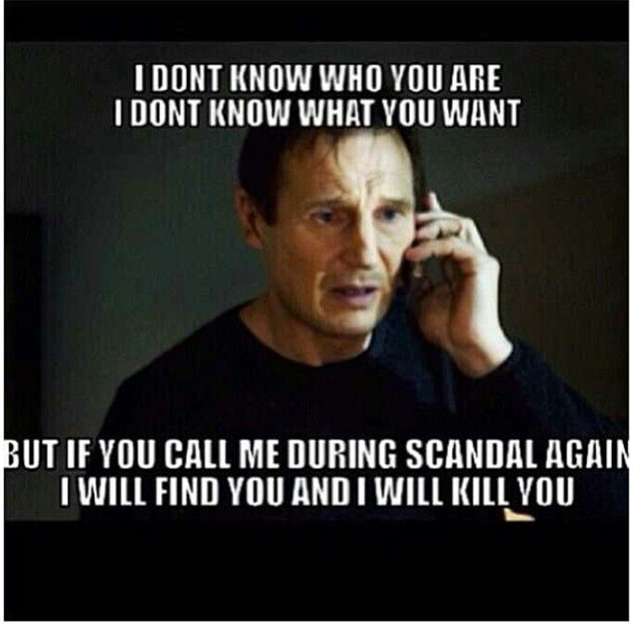 I DONT KNOW WHO YOU ARE
I DONT KNOW WHAT YOU WANT
BUT IF YOU CALL ME DURING SCANDAL AGAIN
I WILL FIND YOU AND I WILL KILL YOU